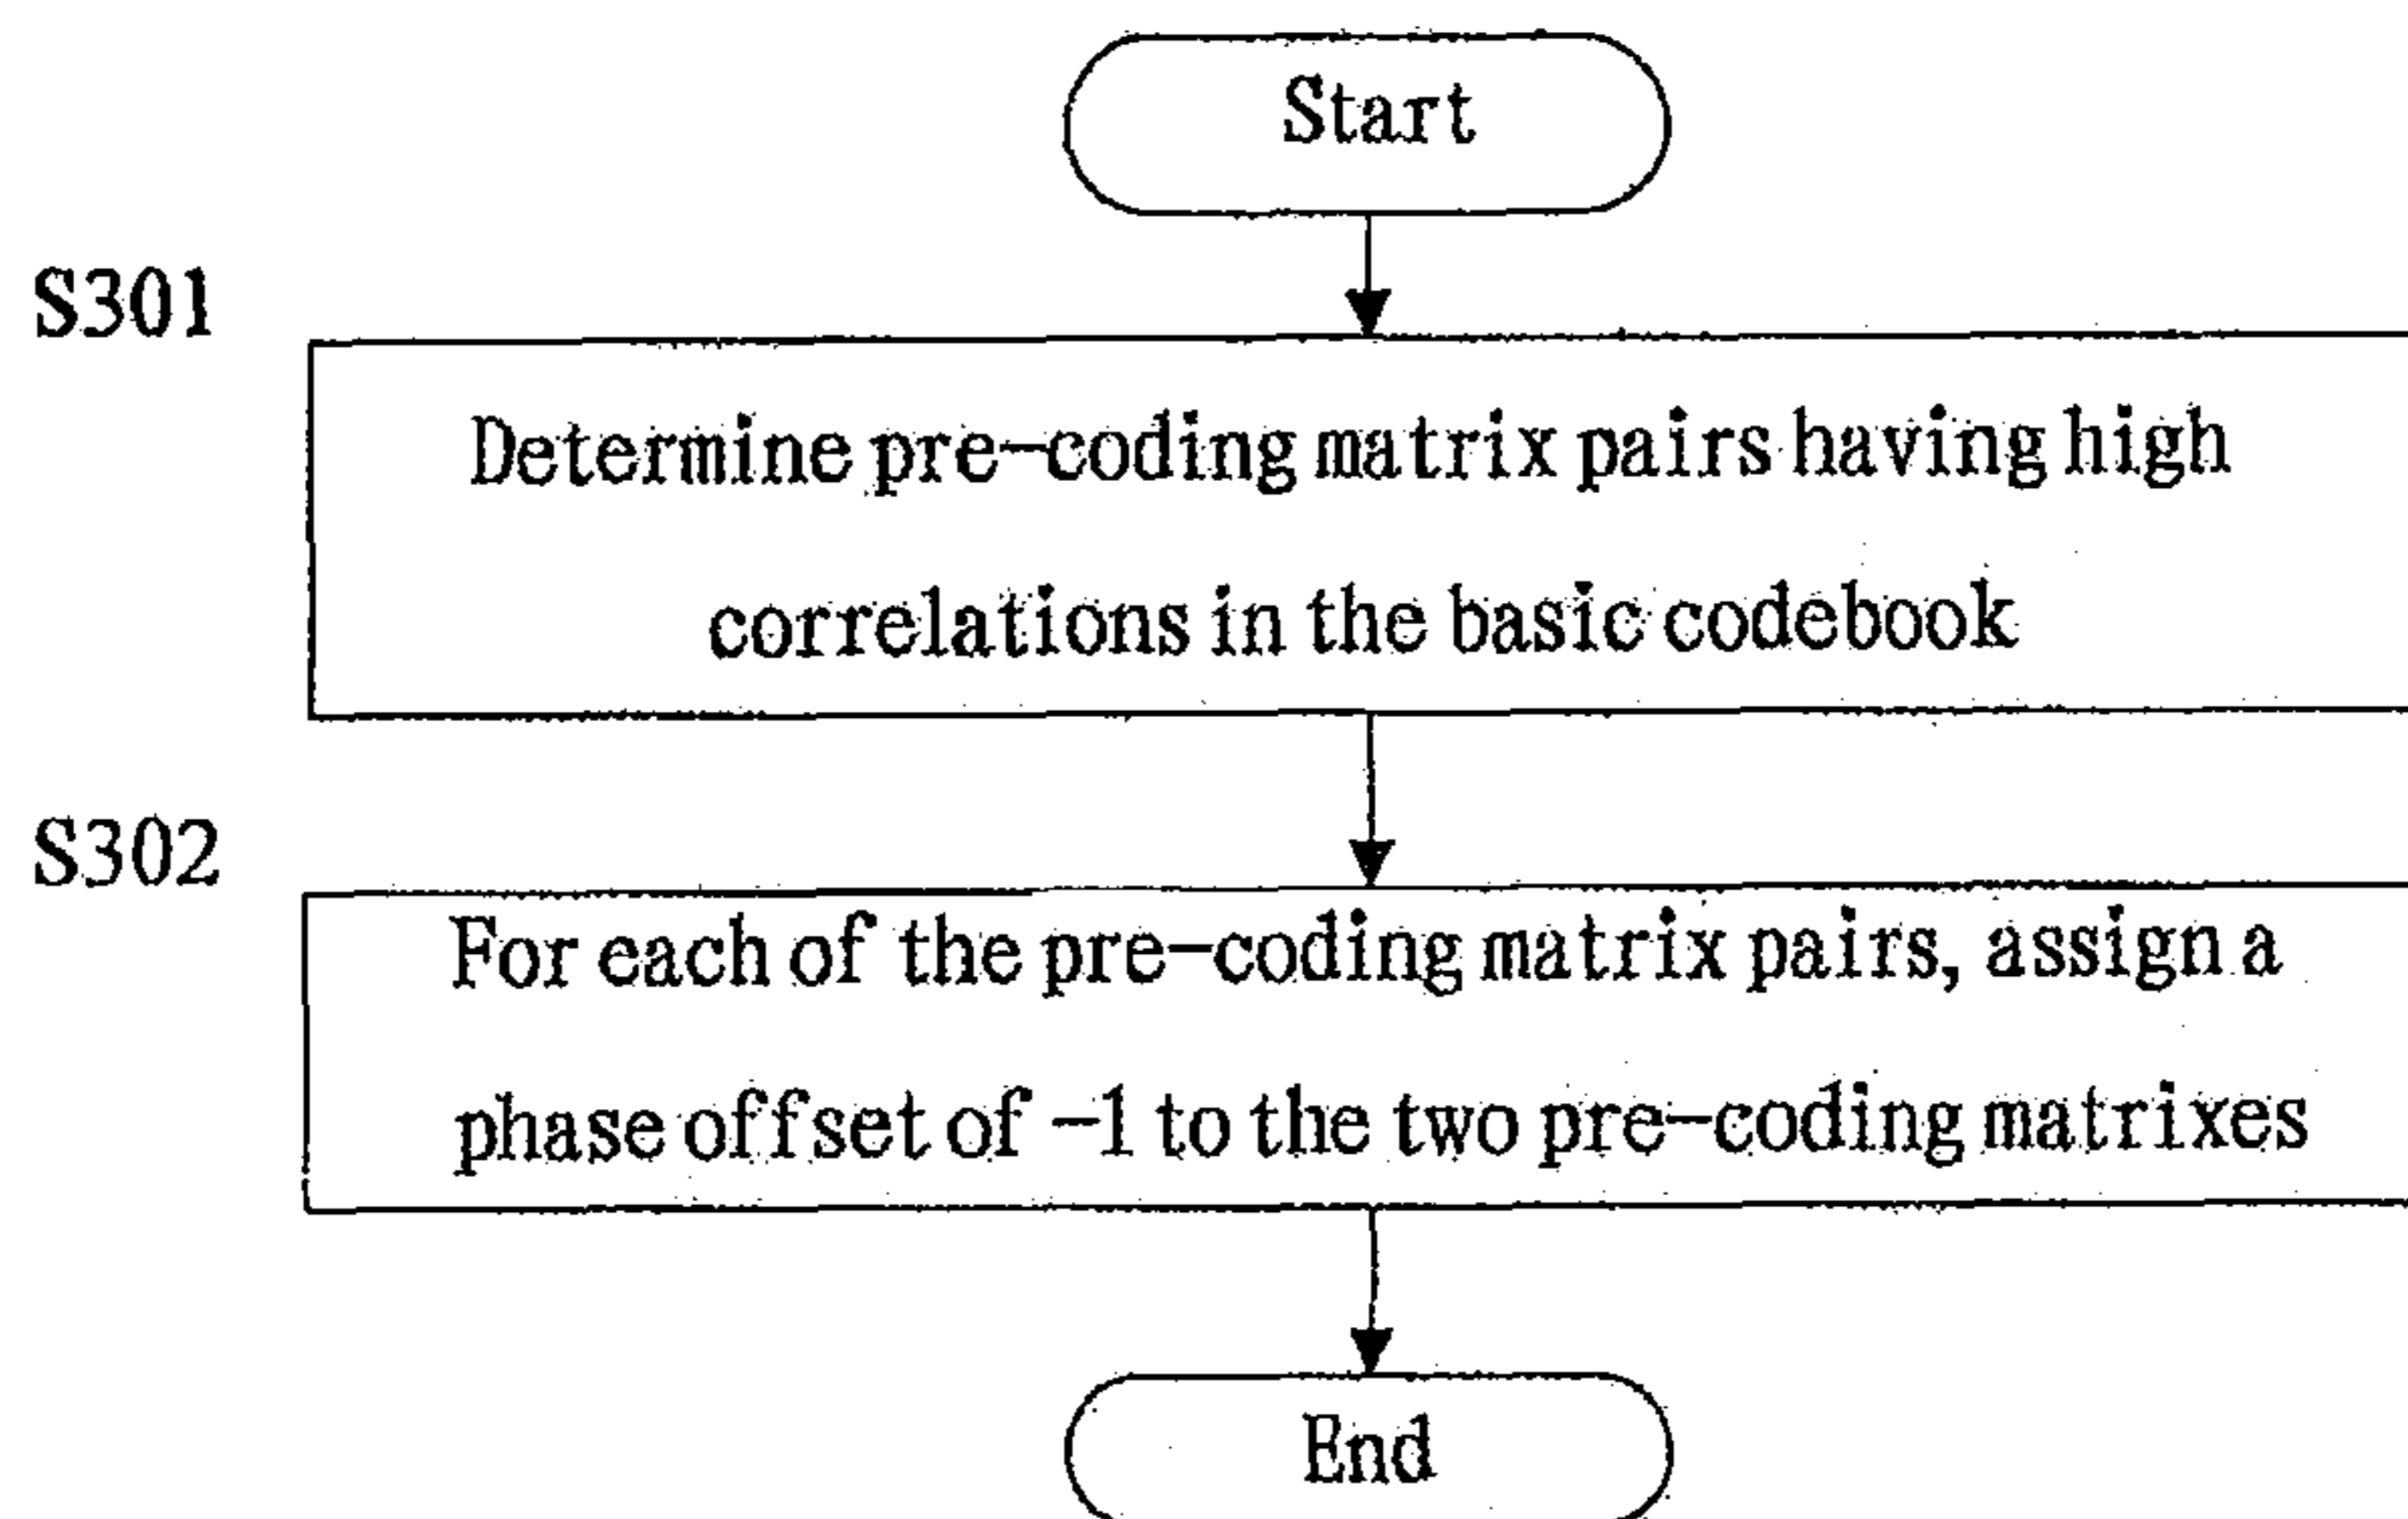 Start
S301
Determine pre-coding matrix pairs having high
correlations in the basic codebook
S302
For each of the pre-coding matrix pairs, assign a
phase offset of -1 to the two pre-coding matrixes
End